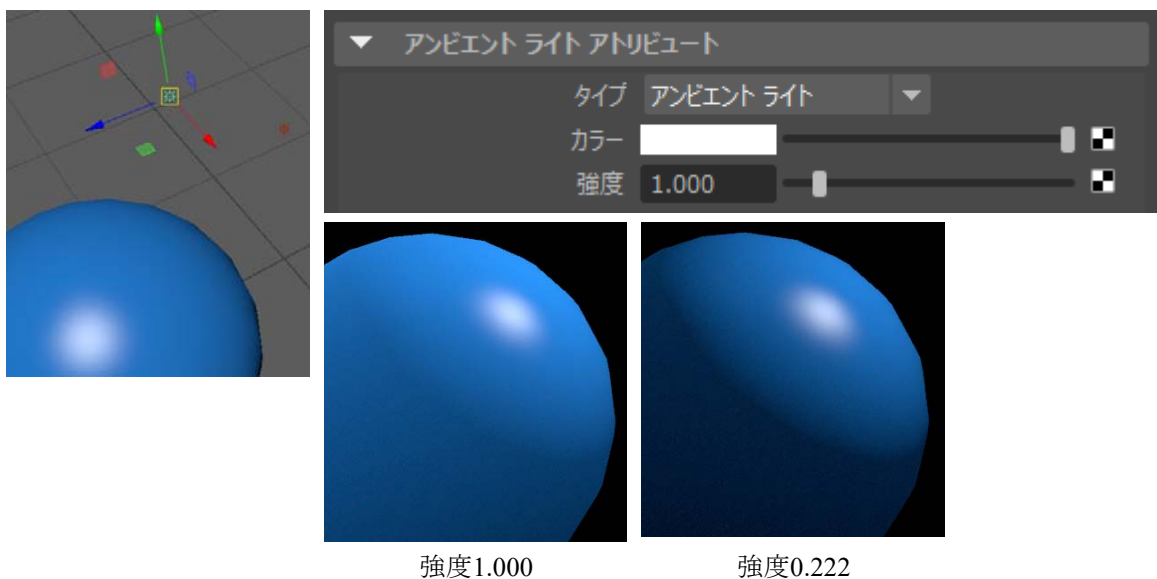 アンビエント ライト アトリビュート
タイプ アンビエント ライト
カラー
強度 1.000
強度1.000
強度0.222